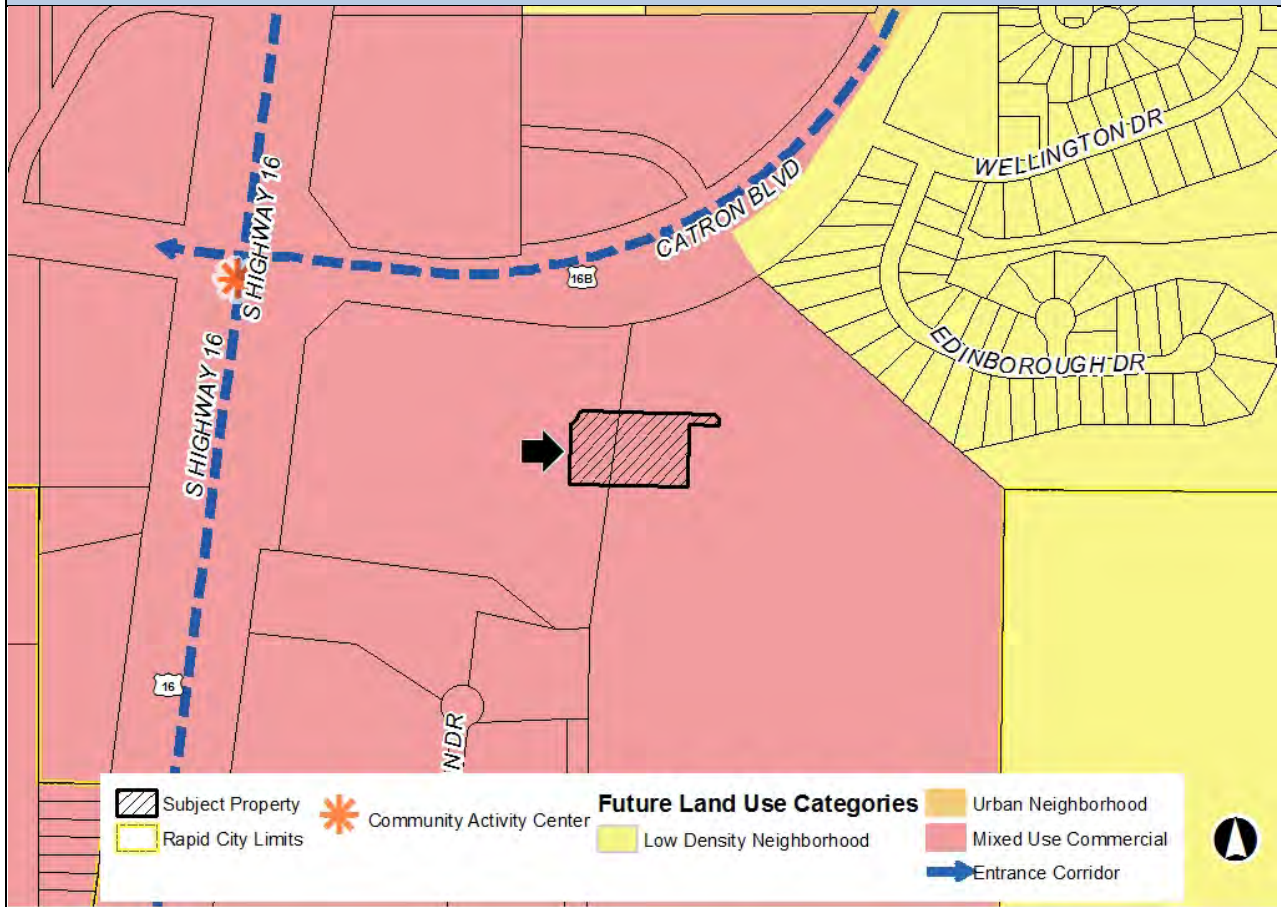 WELLINGTON DR
S HIGHWAY 16
CATRON BLVD
16B
EDINBOROUGH DR
S HIGHWAY 16
16
N DR
Subject Property
Rapid City Limits
Community Activity Center
Future Land Use Categories
Low Density Neighborhood
Urban Neighborhood
Mixed Use Commercial
Entrance Corridor